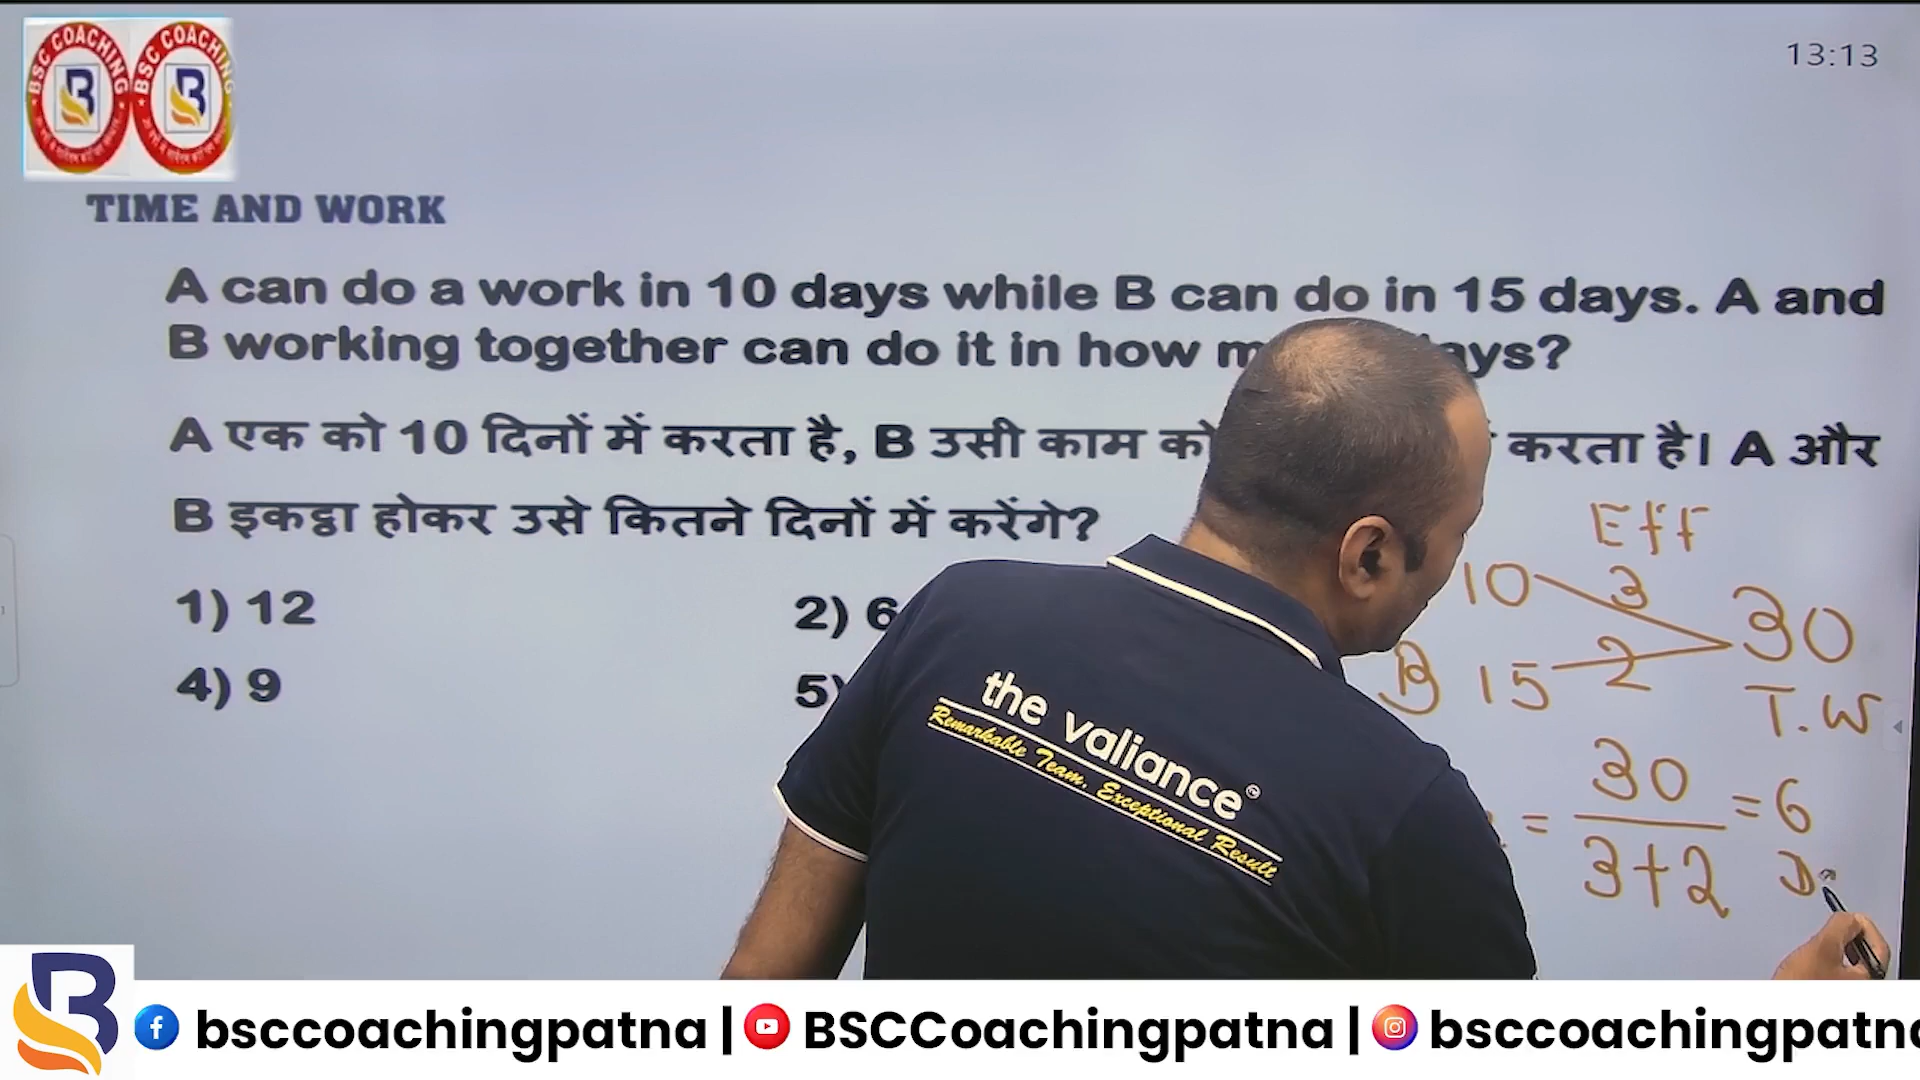 BSC COACHING BSC COACHING
13:13
TIME AND WORK
A can do a work in 10 days while B can do in 15 days. A and
B working together can do it in how ays?
A एक को 10 दिनों में करता है, B उसी काम को करता है। A और
B इकट्ठा होकर उसे कितने दिनों में करेंगे?
1) 12
2) 6
4) 9
5)
Eff
10 3 30
B 15 2 T.W
= 30 / 3+2 = 6
the valiance
Remarkable Team, Exceptional Result
bsccoachingpatna | BSCCoachingpatna | bsccoachingpatn